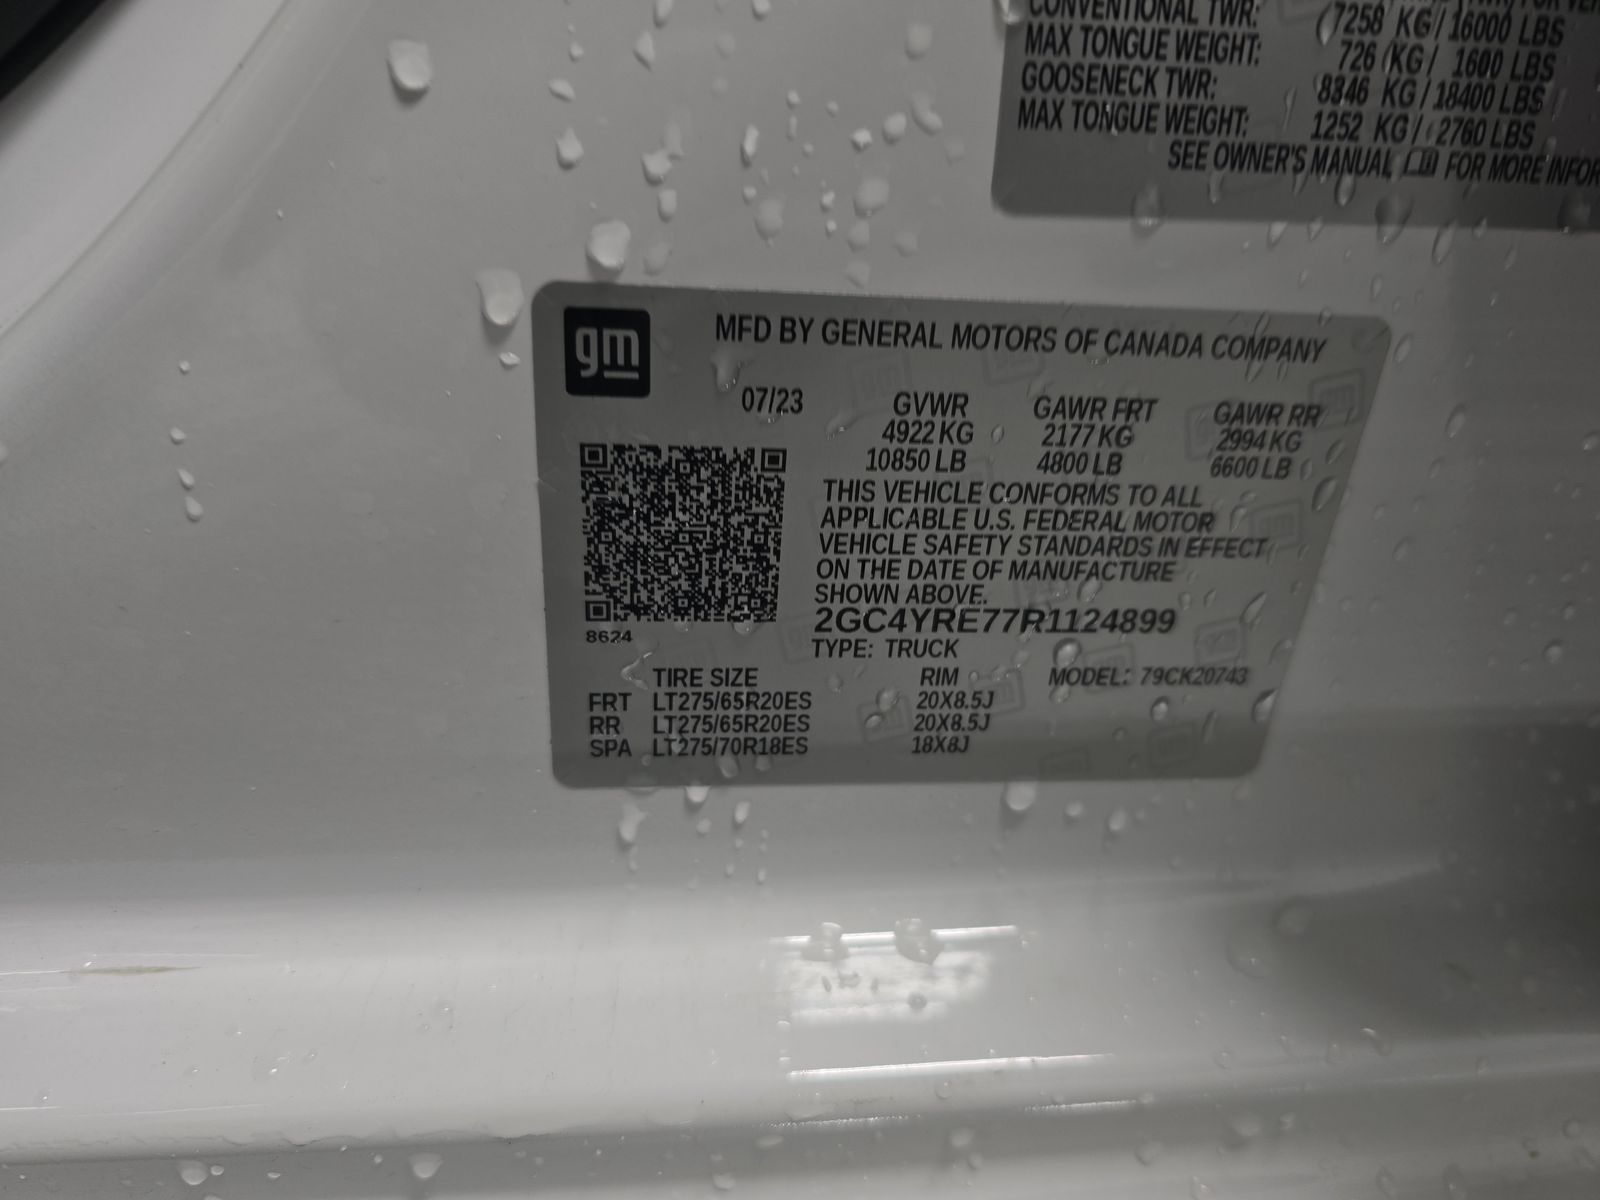 CONVENTIONAL TWR: 7258 KG/16000 LBS
MAX TONGUE WEIGHT: 726 KG/ 1600 LBS
GOOSENECK TWR: 8346 KG/18400 LBS
MAX TONGUE WEIGHT: 1252 KG/ 2760 LBS
SEE OWNER'S MANUAL FOR MORE INFOR
gm
MFD BY GENERAL MOTORS OF CANADA COMPANY
07/23 GVWR GAWR FRT GAWR RR
4922 KG 2177 KG 2994 KG
10850 LB 4800 LB 6600 LB
THIS VEHICLE CONFORMS TO ALL
APPLICABLE U.S. FEDERAL MOTOR
VEHICLE SAFETY STANDARDS IN EFFECT
ON THE DATE OF MANUFACTURE
SHOWN ABOVE.
2GC4YRE77R1124899
8624
TYPE: TRUCK
TIRE SIZE RIM MODEL: 79CK20743
FRT LT275/65R20ES 20X8.5J
RR LT275/65R20ES 20X8.5J
SPA LT275/70R18ES 18X8J